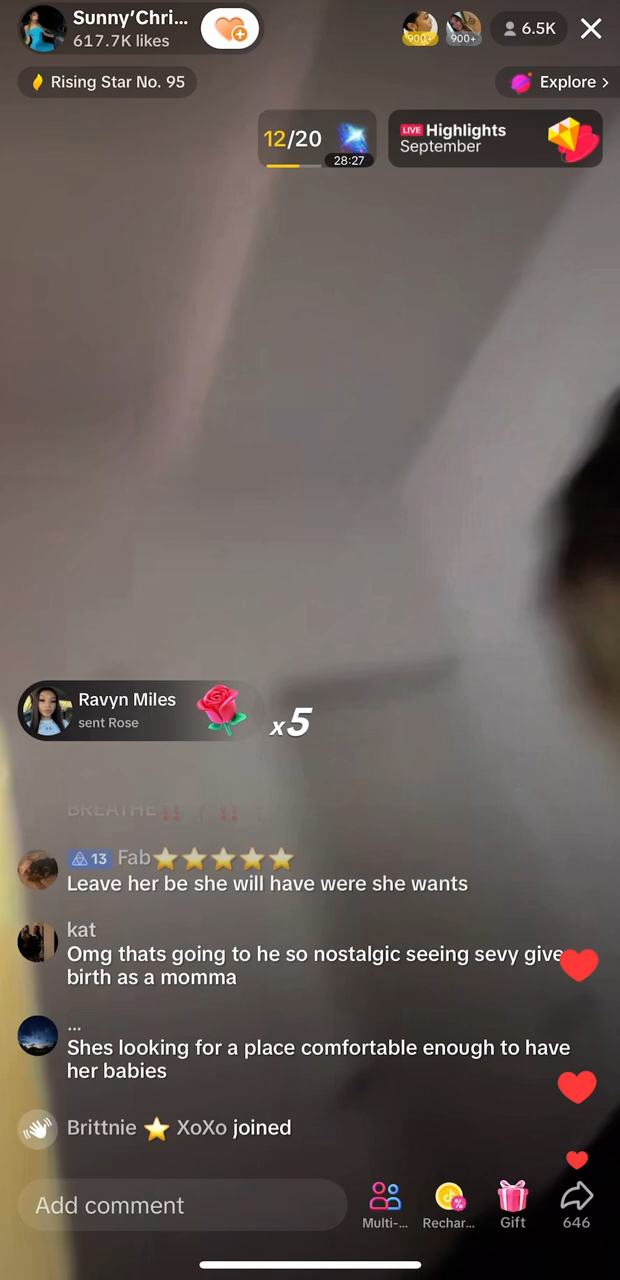 Sunny'Chri...
617.7K likes
900+
900+
6.5K
Rising Star No. 95
Explore >
12/20
28:27
LIVE Highlights
September
Ravyn Miles
sent Rose
x5
BREATHE‼️ ‼️
13 Fab⭐⭐⭐⭐⭐
Leave her be she will have were she wants
kat
Omg thats going to he so nostalgic seeing sevy give
birth as a momma
...
Shes looking for a place comfortable enough to have
her babies
Brittnie ⭐ XoXo joined
Add comment
Multi-...
Rechar...
Gift
646